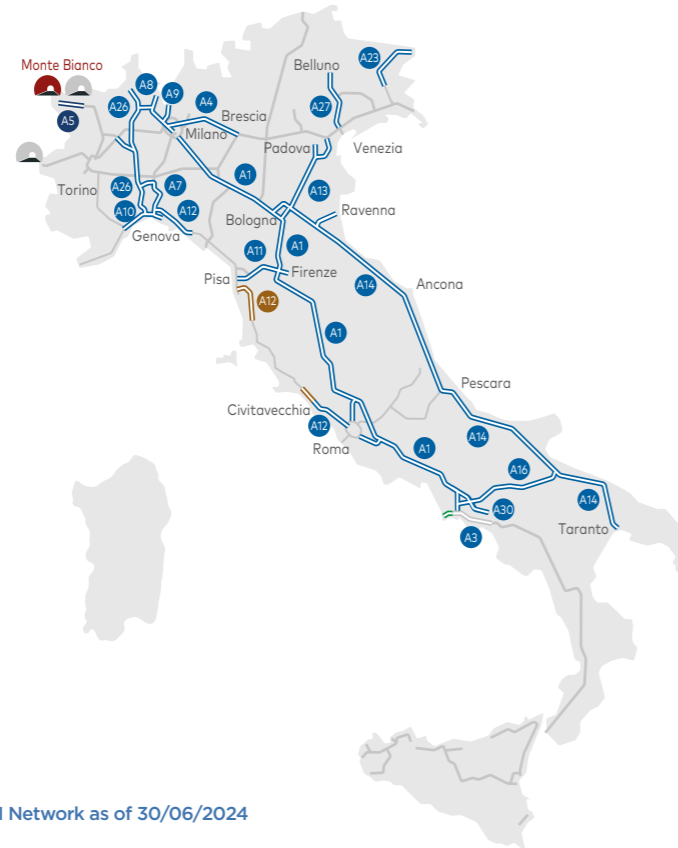 Monte Bianco
A5
A26
A8
A9
A4
Brescia
Milano
Belluno
A23
A27
Padova
Venezia
Torino
A26
A7
A10
A12
Genova
A1
A13
Bologna
Ravenna
A11
A1
Firenze
Pisa
A12
A14
Ancona
A1
Pescara
Civitavecchia
A12
Roma
A14
A1
A16
A14
A30
Taranto
A3
Network as of 30/06/2024